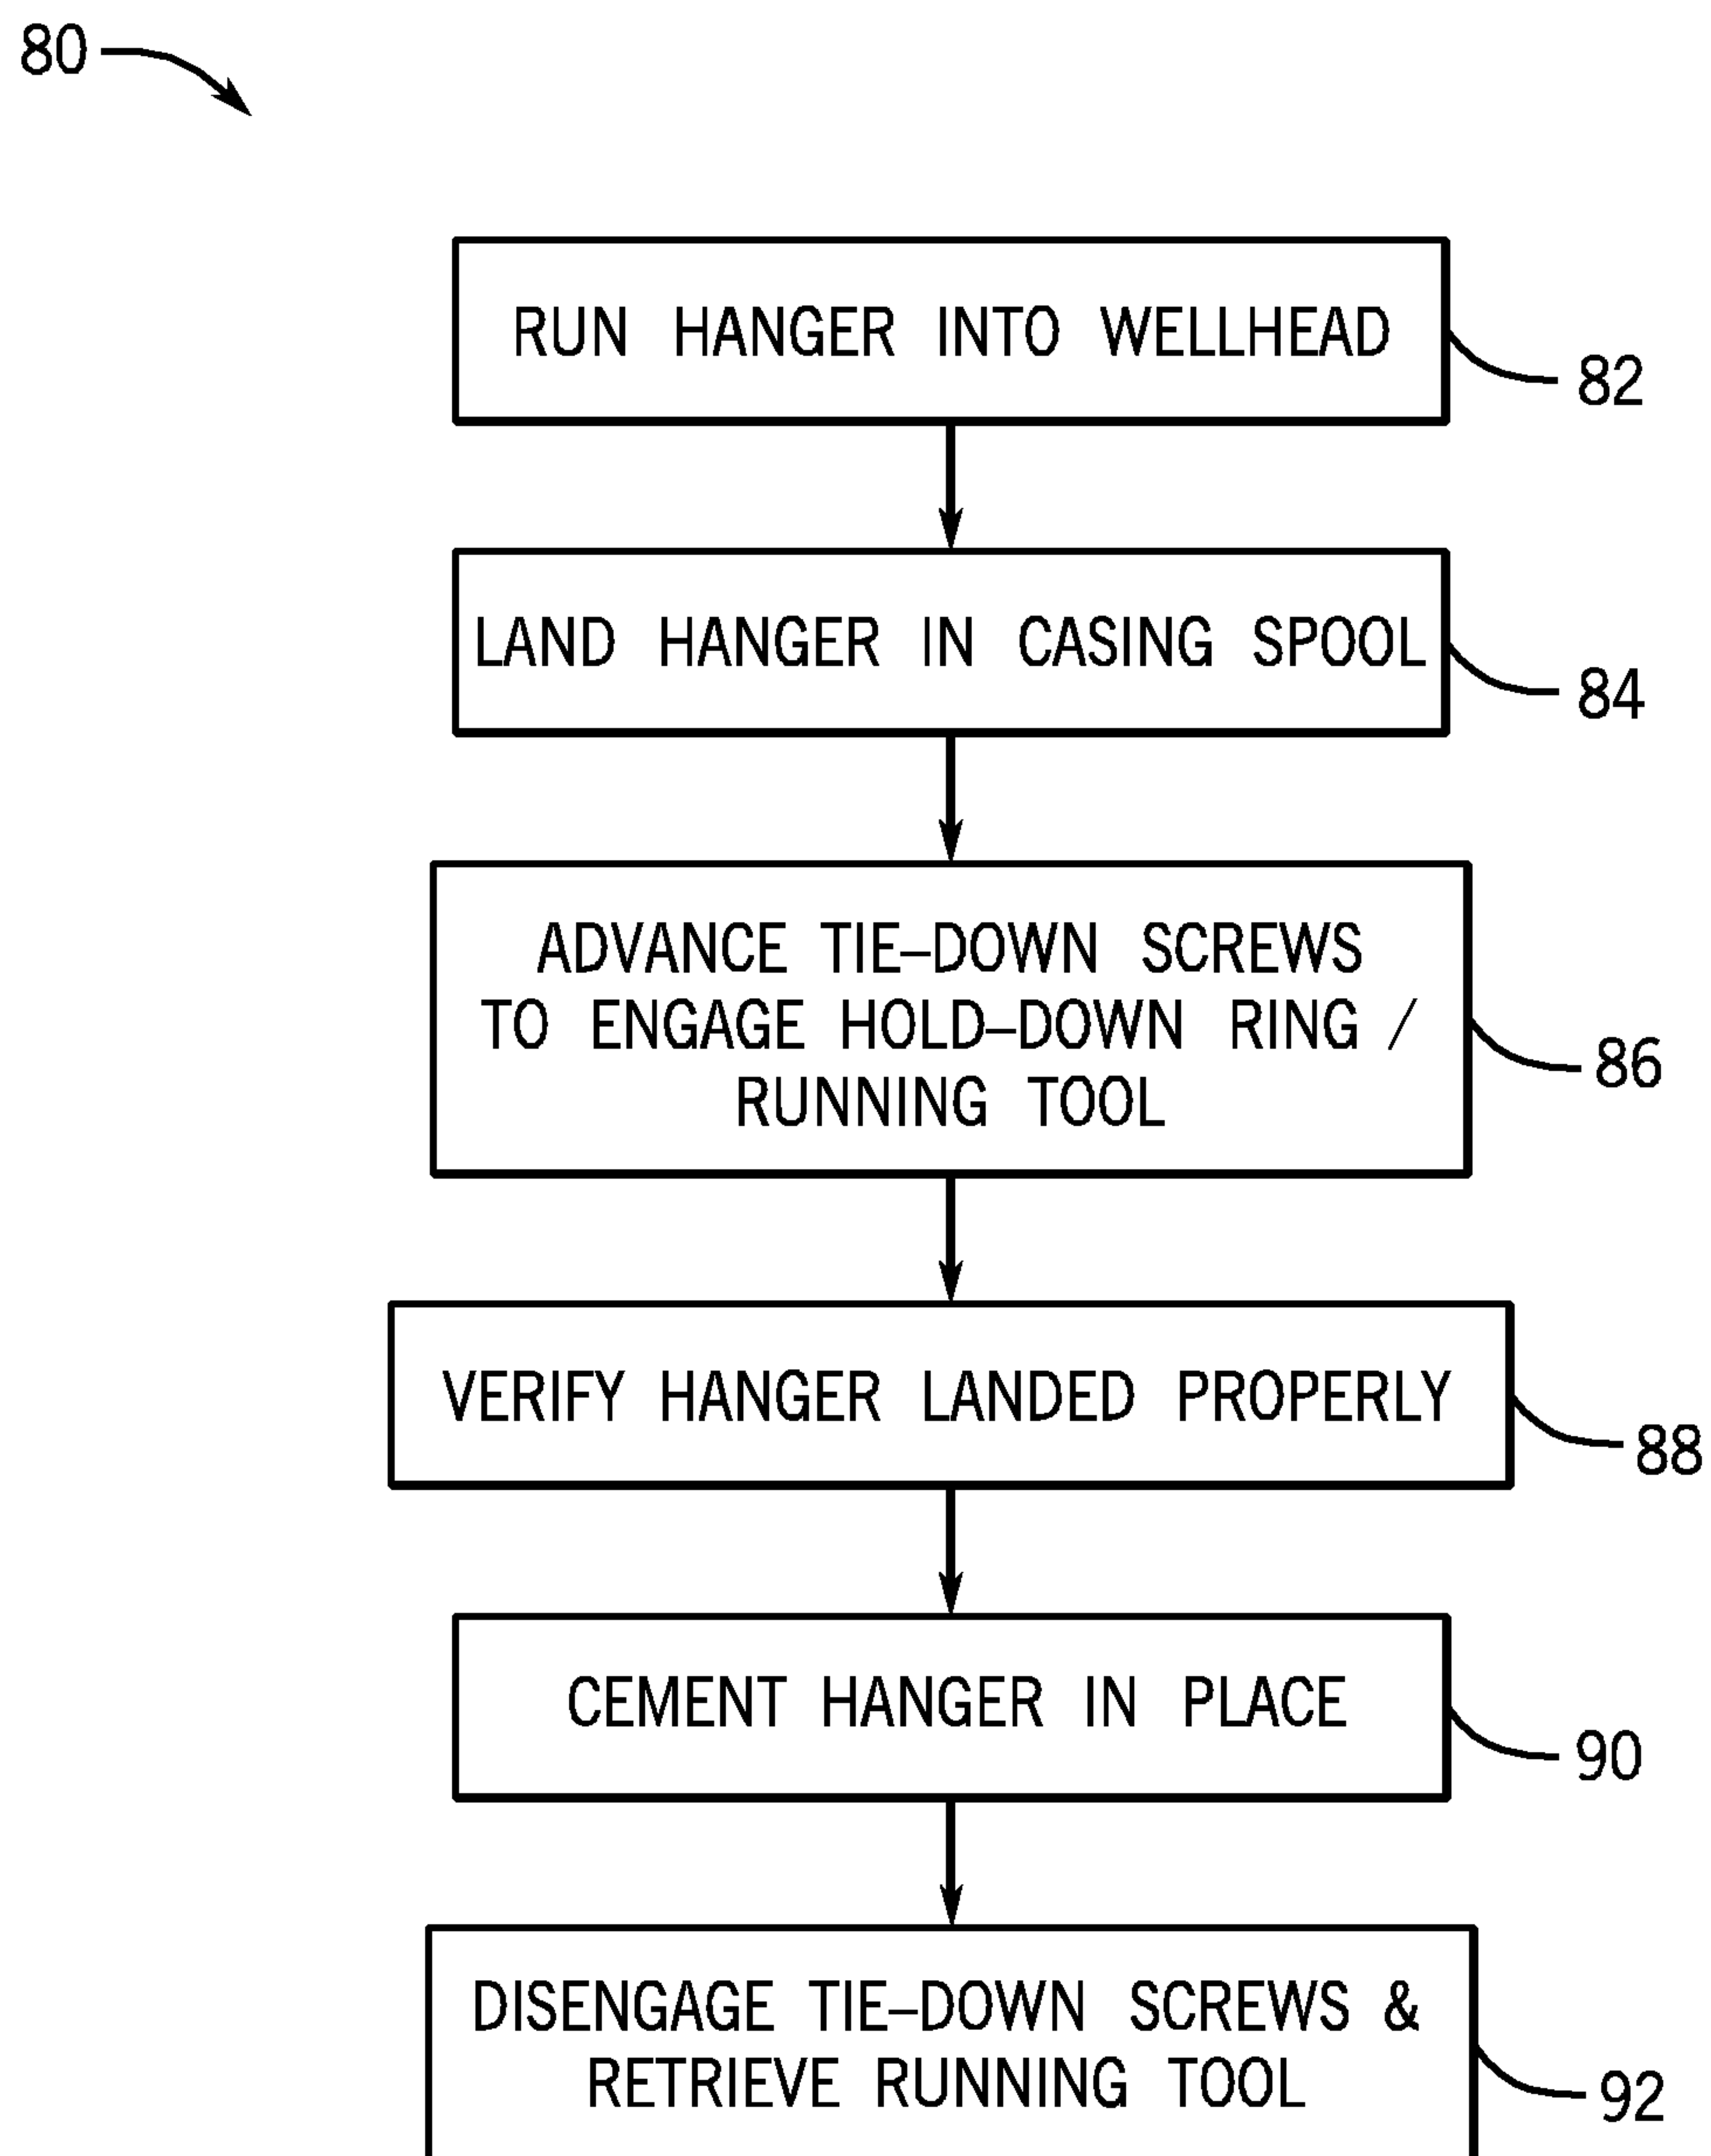 80
RUN HANGER INTO WELLHEAD
82
LAND HANGER IN CASING SPOOL
84
ADVANCE TIE–DOWN SCREWS
TO ENGAGE HOLD–DOWN RING /
RUNNING TOOL
86
VERIFY HANGER LANDED PROPERLY
88
CEMENT HANGER IN PLACE
90
DISENGAGE TIE–DOWN SCREWS &
RETRIEVE RUNNING TOOL
92